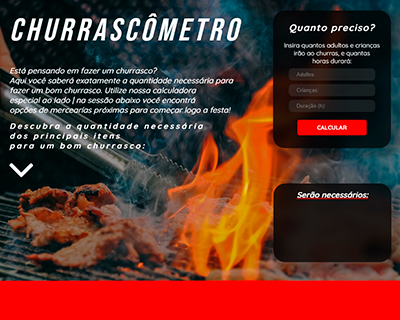 CHURRASCÔMETRO
Está pensando em fazer um churrasco?
Aqui você saberá exatamente a quantidade necessária para
fazer um bom churrasco. Utilize nossa calculadora
especial ao lado | na sessão abaixo você encontrá
opções de mercearias próximas para começar logo a festa!
Descubra a quantidade necessária
dos principais itens
para um bom churrasco:
Quanto preciso?
Insira quantos adultos e crianças
irão ao churras, e quantas
horas durará:
Adultos
Crianças
Duração (h)
CALCULAR
Serão necessários: